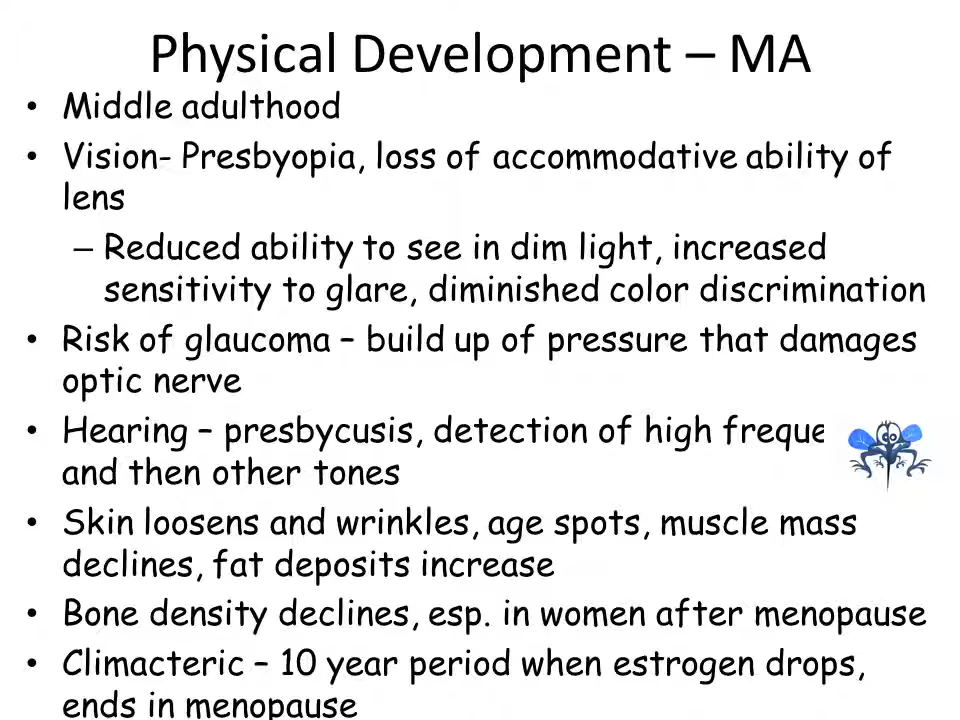 Physical Development – MA
• Middle adulthood
• Vision- Presbyopia, loss of accommodative ability of
lens
– Reduced ability to see in dim light, increased
sensitivity to glare, diminished color discrimination
• Risk of glaucoma – build up of pressure that damages
optic nerve
• Hearing – presbycusis, detection of high freque
and then other tones
• Skin loosens and wrinkles, age spots, muscle mass
declines, fat deposits increase
• Bone density declines, esp. in women after menopause
• Climacteric – 10 year period when estrogen drops,
ends in menopause